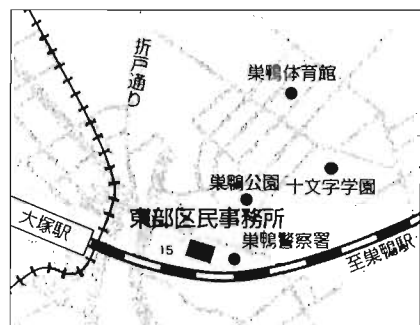 折戸通り
巣鴨体育館
十文字学園
巣鴨公園
東部区民事務所
大塚駅
15
巣鴨警察署
至巣鴨駅